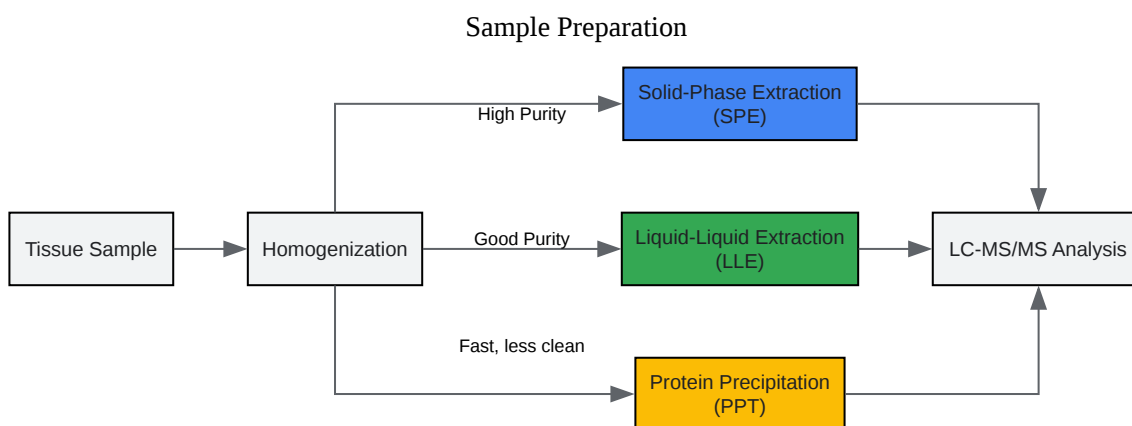 Sample Preparation
Solid-Phase Extraction
(SPE)
High Purity
Tissue Sample
Homogenization
Good Purity
Liquid-Liquid Extraction
(LLE)
LC-MS/MS Analysis
Fast, less clean
Protein Precipitation
(PPT)